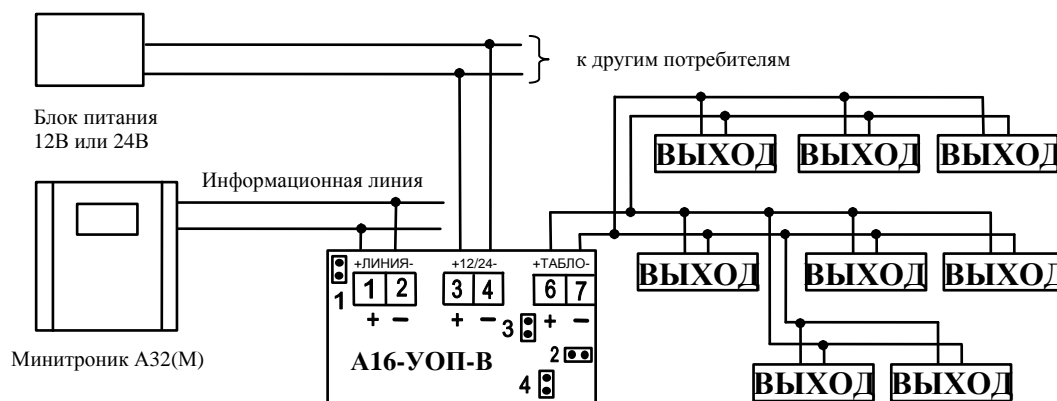 к другим потребителям
Блок питания
12В или 24В
ВЫХОД ВЫХОД ВЫХОД
Информационная линия
+ЛИНИЯ- +12/24- +ТАБЛО-
1 1 2 3 4 6 7
+ − + − 3 + −
ВЫХОД ВЫХОД ВЫХОД
2
Минитроник А32(М)
А16-УОП-В
4
ВЫХОД ВЫХОД